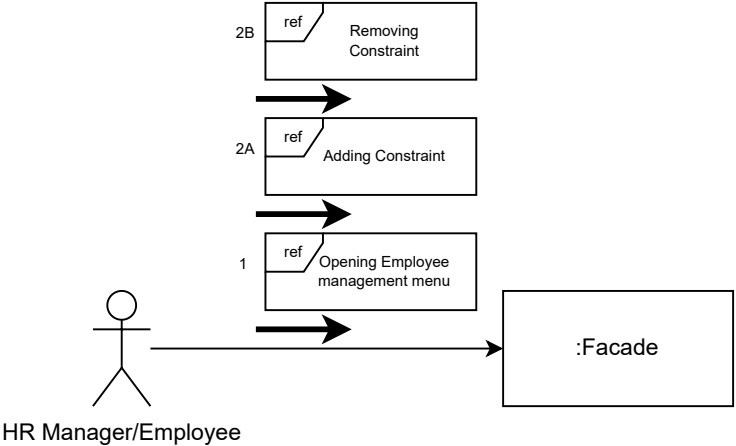 ref
2B
Removing
Constraint
ref
2A
Adding Constraint
ref
1
Opening Employee
management menu
:Facade
HR Manager/Employee